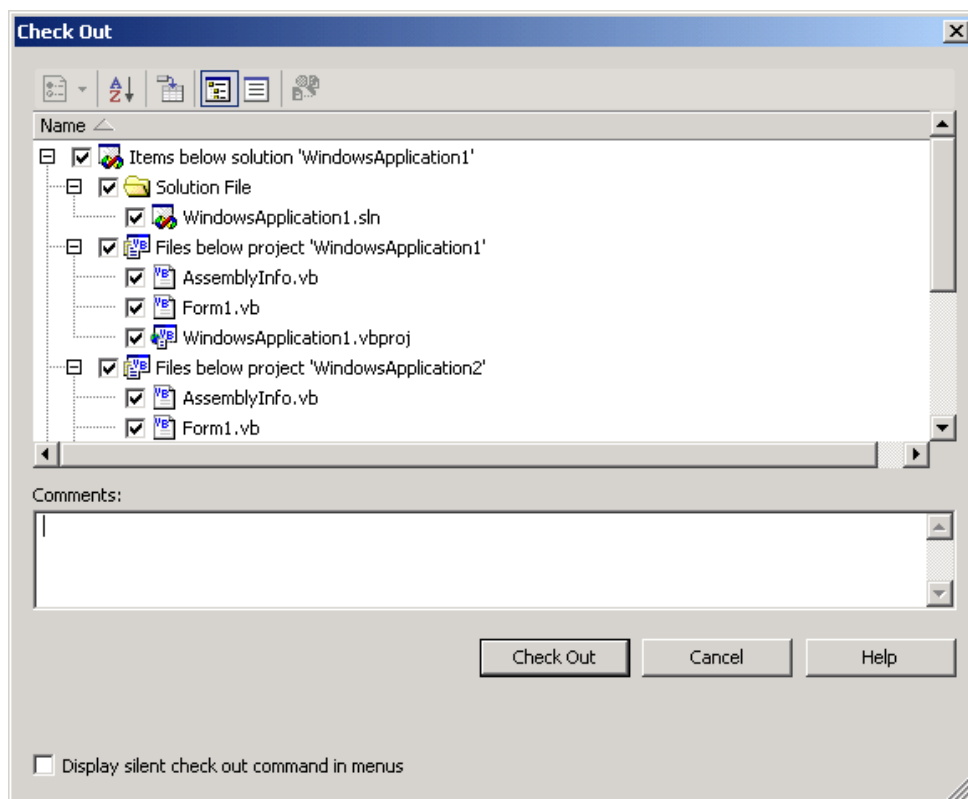 Check Out
Name
Items below solution 'WindowsApplication1'
Solution File
WindowsApplication1.sln
Files below project 'WindowsApplication1'
AssemblyInfo.vb
Form1.vb
WindowsApplication1.vbproj
Files below project 'WindowsApplication2'
AssemblyInfo.vb
Form1.vb
Comments:
Check Out Cancel Help
Display silent check out command in menus